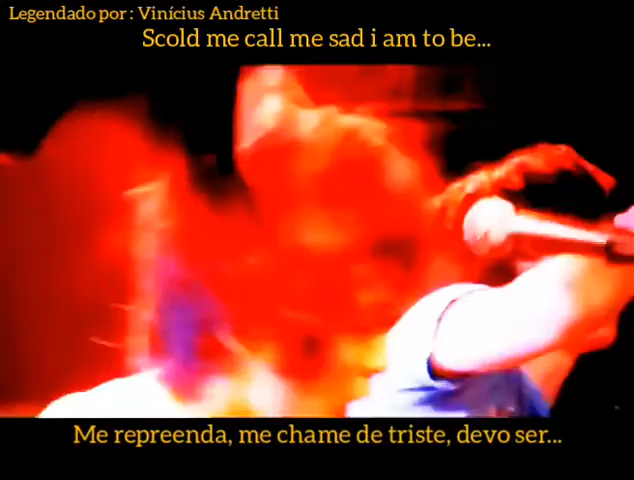 Legendado por : Vinícius Andretti
Scold me call me sad i am to be...
Me repreenda, me chame de triste, devo ser...